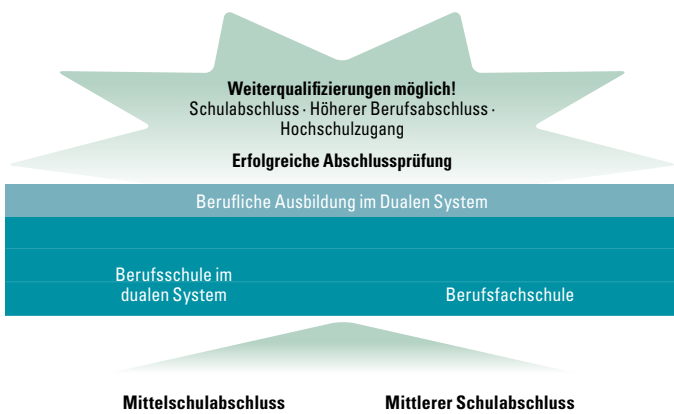 Weiterqualifizierungen möglich!
Schulabschluss · Höherer Berufsabschluss ·
Hochschulzugang
Erfolgreiche Abschlussprüfung
Berufliche Ausbildung im Dualen System
Berufsschule im
dualen System
Berufsfachschule
Mittelschulabschluss
Mittlerer Schulabschluss